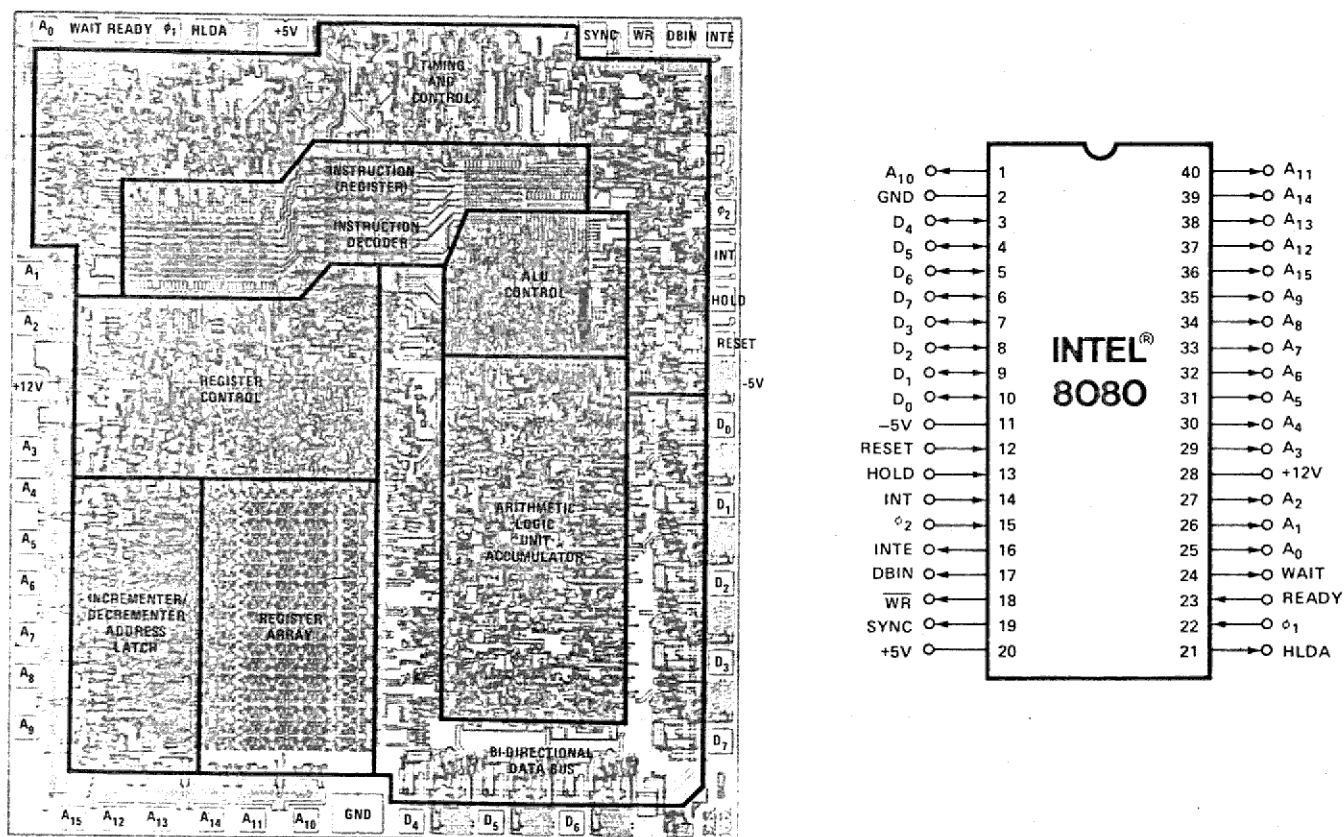 A₀ WAIT READY φ₁ HLDA +5V SYNC W̅R̅ DBIN INTE
TIMING
AND
CONTROL
INSTRUCTION
(REGISTER)
INSTRUCTION
DECODER
φ₂
INT
HOLD
RESET
-5V
ALU
CONTROL
A₁
A₂
+12V
A₃
A₄
A₅
A₆
A₇
A₈
A₉
REGISTER
CONTROL
D₀
D₁
D₂
D₃
D₇
ARITHMETIC
LOGIC
UNIT
ACCUMULATOR
INCREMENTER/
DECREMENTER
ADDRESS
LATCH
REGISTER
ARRAY
BI-DIRECTIONAL
DATA BUS
A₁₅ A₁₂ A₁₃ A₁₄ A₁₁ A₁₀ GND D₄ D₅ D₆
INTEL®
8080
A₁₀ 1 40 A₁₁
GND 2 39 A₁₄
D₄ 3 38 A₁₃
D₅ 4 37 A₁₂
D₆ 5 36 A₁₅
D₇ 6 35 A₉
D₃ 7 34 A₈
D₂ 8 33 A₇
D₁ 9 32 A₆
D₀ 10 31 A₅
−5V 11 30 A₄
RESET 12 29 A₃
HOLD 13 28 +12V
INT 14 27 A₂
φ₂ 15 26 A₁
INTE 16 25 A₀
DBIN 17 24 WAIT
W̅R̅ 18 23 READY
SYNC 19 22 φ₁
+5V 20 21 HLDA